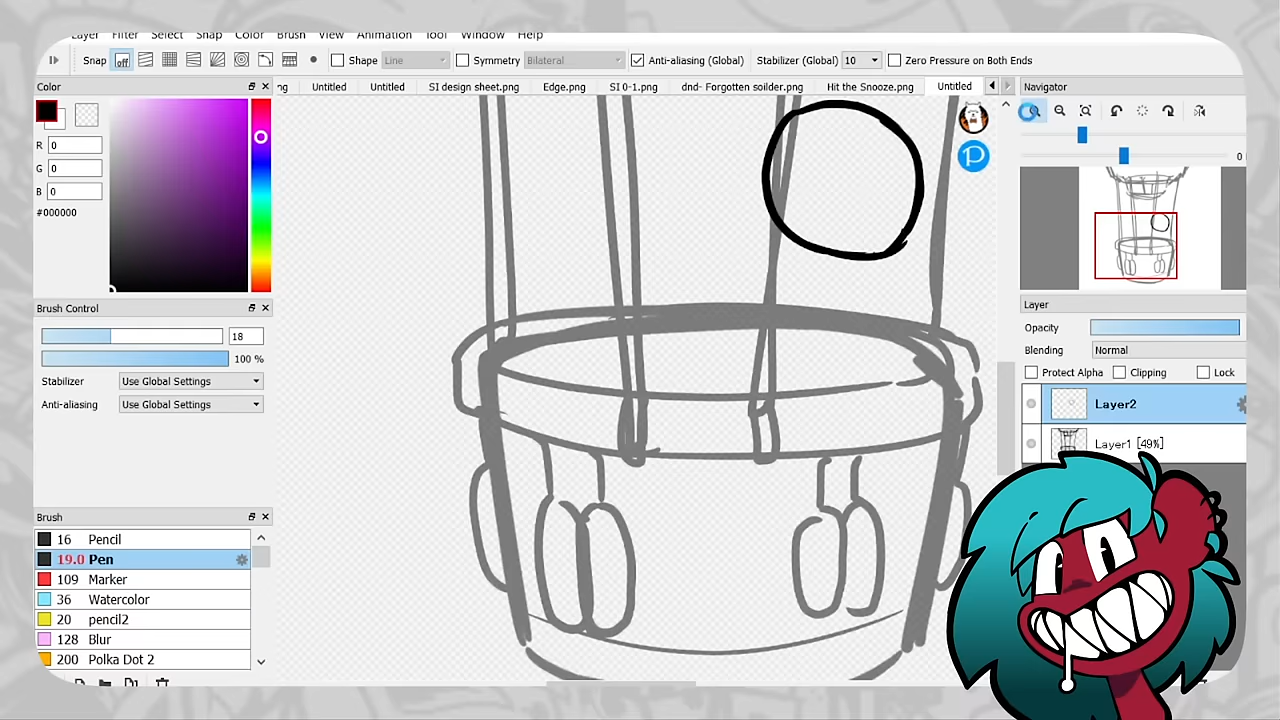 Layer Filter Select Snap Color Brush View Animation Tool Window Help
Snap off Shape Line Symmetry Bilateral Anti-aliasing (Global) Stabilizer (Global) 10 Zero Pressure on Both Ends
Color
ng Untitled Untitled SI design sheet.png Edge.png SI 0-1.png dnd- Forgotten soilder.png Hit the Snooze.png Untitled
Navigator
R 0
G 0
B 0
#000000
0
Brush Control
18
100 %
Stabilizer Use Global Settings
Anti-aliasing Use Global Settings
Layer
Opacity
Blending Normal
Protect Alpha Clipping Lock
Layer2
Layer1 [49%]
Brush
16 Pencil
19.0 Pen
109 Marker
36 Watercolor
20 pencil2
128 Blur
200 Polka Dot 2